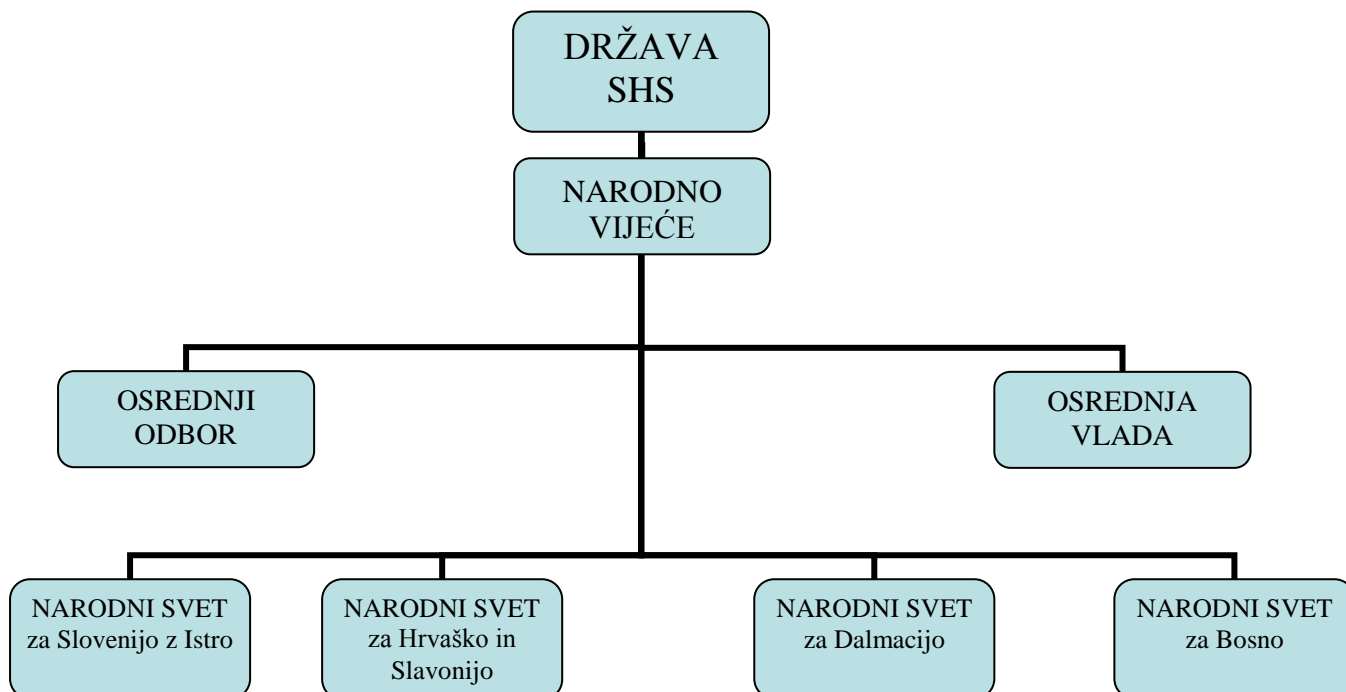 DRŽAVA
SHS
NARODNO
VIJEĆE
OSREDNJI
ODBOR
OSREDNJA
VLADA
NARODNI SVET
za Slovenijo z Istro
NARODNI SVET
za Hrvaško in
Slavonijo
NARODNI SVET
za Dalmacijo
NARODNI SVET
za Bosno